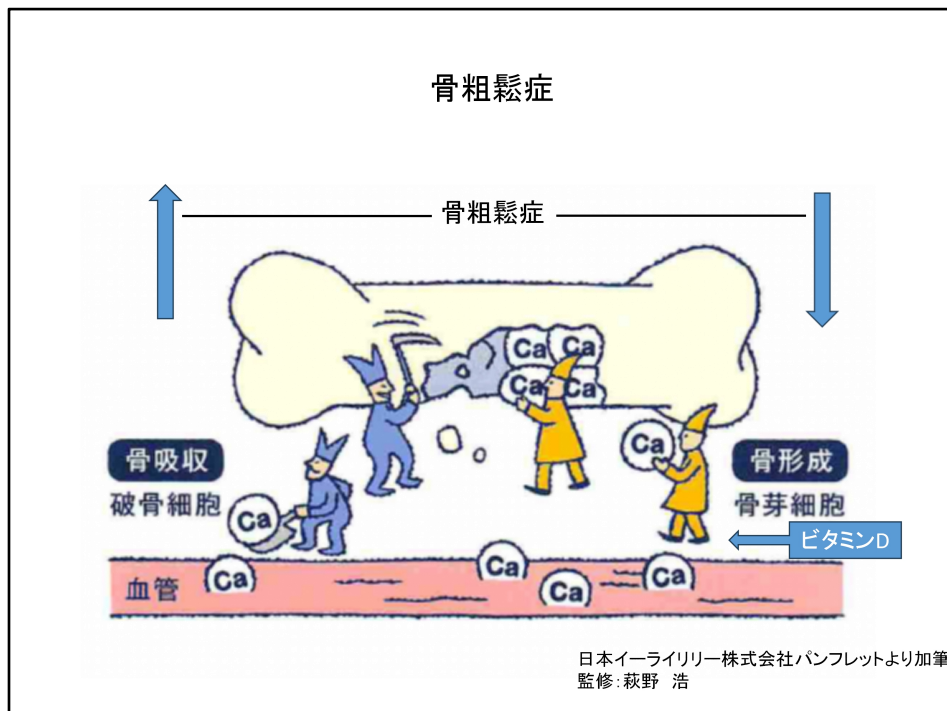 骨粗鬆症
骨粗鬆症
Ca
Ca
Ca
Ca
Ca
骨吸収
破骨細胞
骨形成
骨芽細胞
Ca
ビタミンD
血管
Ca
Ca
Ca
Ca
日本イーライリリー株式会社パンフレットより加筆
監修:萩野 浩